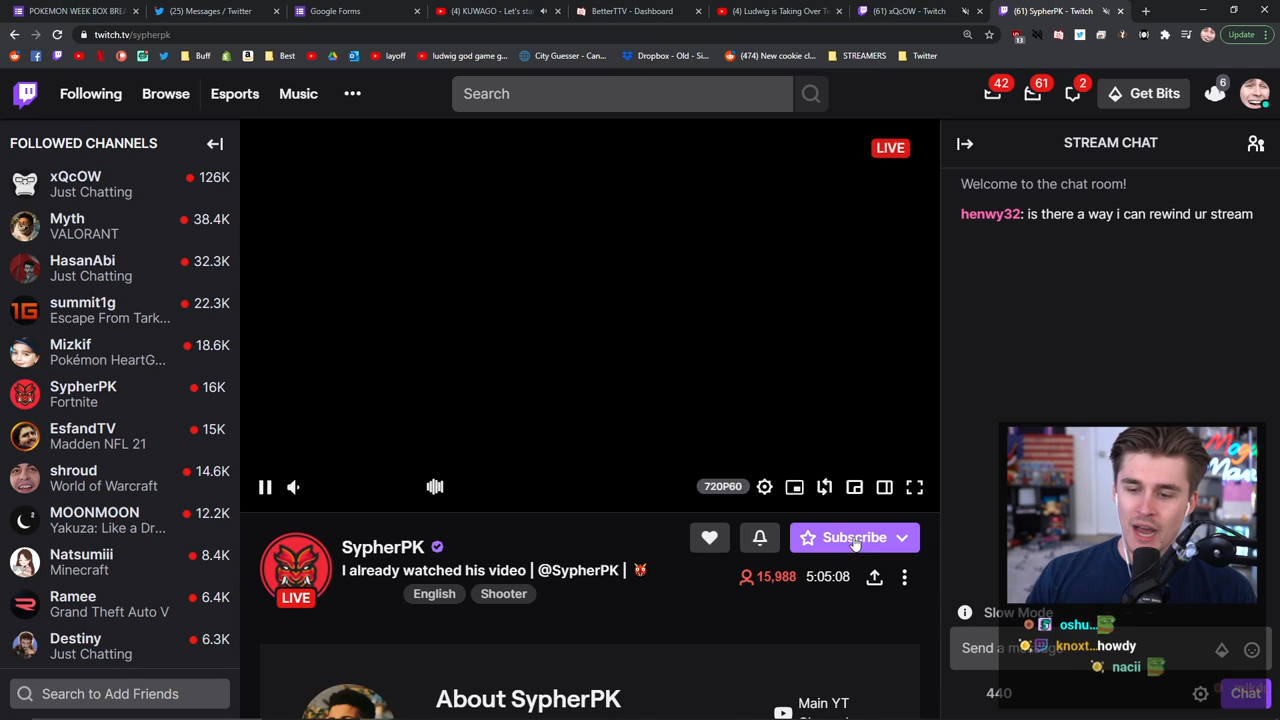 POKEMON WEEK BOX BREA
(25) Messages / Twitter
Google Forms
(4) KUWAGO - Let's sta
BetterTTV - Dashboard
(4) Ludwig is Taking Over T
(61) xQcOW - Twitch
(61) SypherPK - Twitch
twitch.tv/sypherpk
13
Update
Buff
Best
layoff
ludwig god game g...
City Guesser - Can...
Dropbox - Old - Si...
(474) New cookie cl...
STREAMERS
Twitter
Following
Browse
Esports
Music
Search
42
61
2
Get Bits
6
FOLLOWED CHANNELS
xQcOW
126K
Just Chatting
Myth
38.4K
VALORANT
HasanAbi
32.3K
Just Chatting
summit1g
22.3K
Escape From Tark...
Mizkif
18.6K
Pokémon HeartG...
SypherPK
16K
Fortnite
EsfandTV
15K
Madden NFL 21
shroud
14.6K
World of Warcraft
MOONMOON
12.2K
Yakuza: Like a Dr...
Natsumiii
8.4K
Minecraft
Ramee
6.4K
Grand Theft Auto V
Destiny
6.3K
Just Chatting
Search to Add Friends
LIVE
720P60
SypherPK
Subscribe
I already watched his video | @SypherPK |
15,988
5:05:08
LIVE
English
Shooter
About SypherPK
Main YT
STREAM CHAT
Welcome to the chat room!
henwy32: is there a way i can rewind ur stream
Slow Mode
oshu...
Send a message
knoxt...howdy
nacii
440
Chat